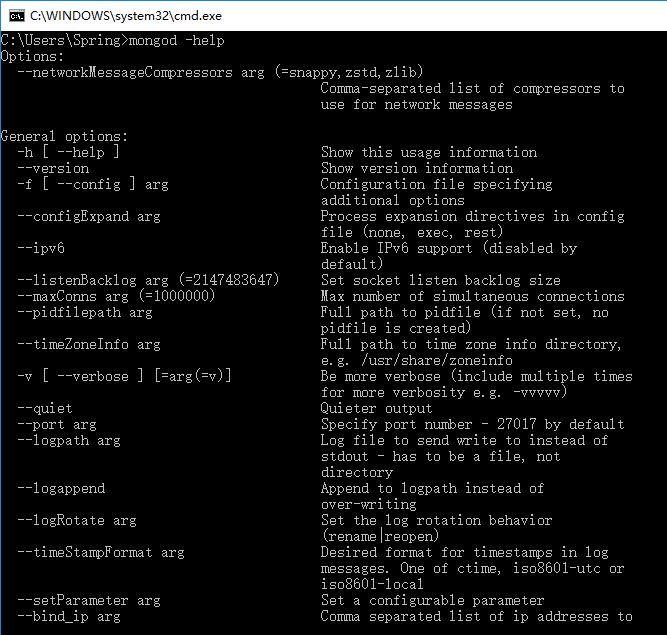 C:\WINDOWS\system32\cmd.exe
C:\Users\Spring>mongod -help
Options:
--networkMessageCompressors arg (=snappy,zstd,zlib)
Comma-separated list of compressors to
use for network messages
General options:
-h [ --help ] Show this usage information
--version Show version information
-f [ --config ] arg Configuration file specifying
additional options
--configExpand arg Process expansion directives in config
file (none, exec, rest)
--ipv6 Enable IPv6 support (disabled by
default)
--listenBacklog arg (=2147483647) Set socket listen backlog size
--maxConns arg (=1000000) Max number of simultaneous connections
--pidfilepath arg Full path to pidfile (if not set, no
pidfile is created)
--timeZoneInfo arg Full path to time zone info directory,
e.g. /usr/share/zoneinfo
-v [ --verbose ] [=arg(=v)] Be more verbose (include multiple times
for more verbosity e.g. -vvvvv)
--quiet Quieter output
--port arg Specify port number - 27017 by default
--logpath arg Log file to send write to instead of
stdout - has to be a file, not
directory
--logappend Append to logpath instead of
over-writing
--logRotate arg Set the log rotation behavior
(rename|reopen)
--timeStampFormat arg Desired format for timestamps in log
messages. One of ctime, iso8601-utc or
iso8601-local
--setParameter arg Set a configurable parameter
--bind_ip arg Comma separated list of ip addresses to